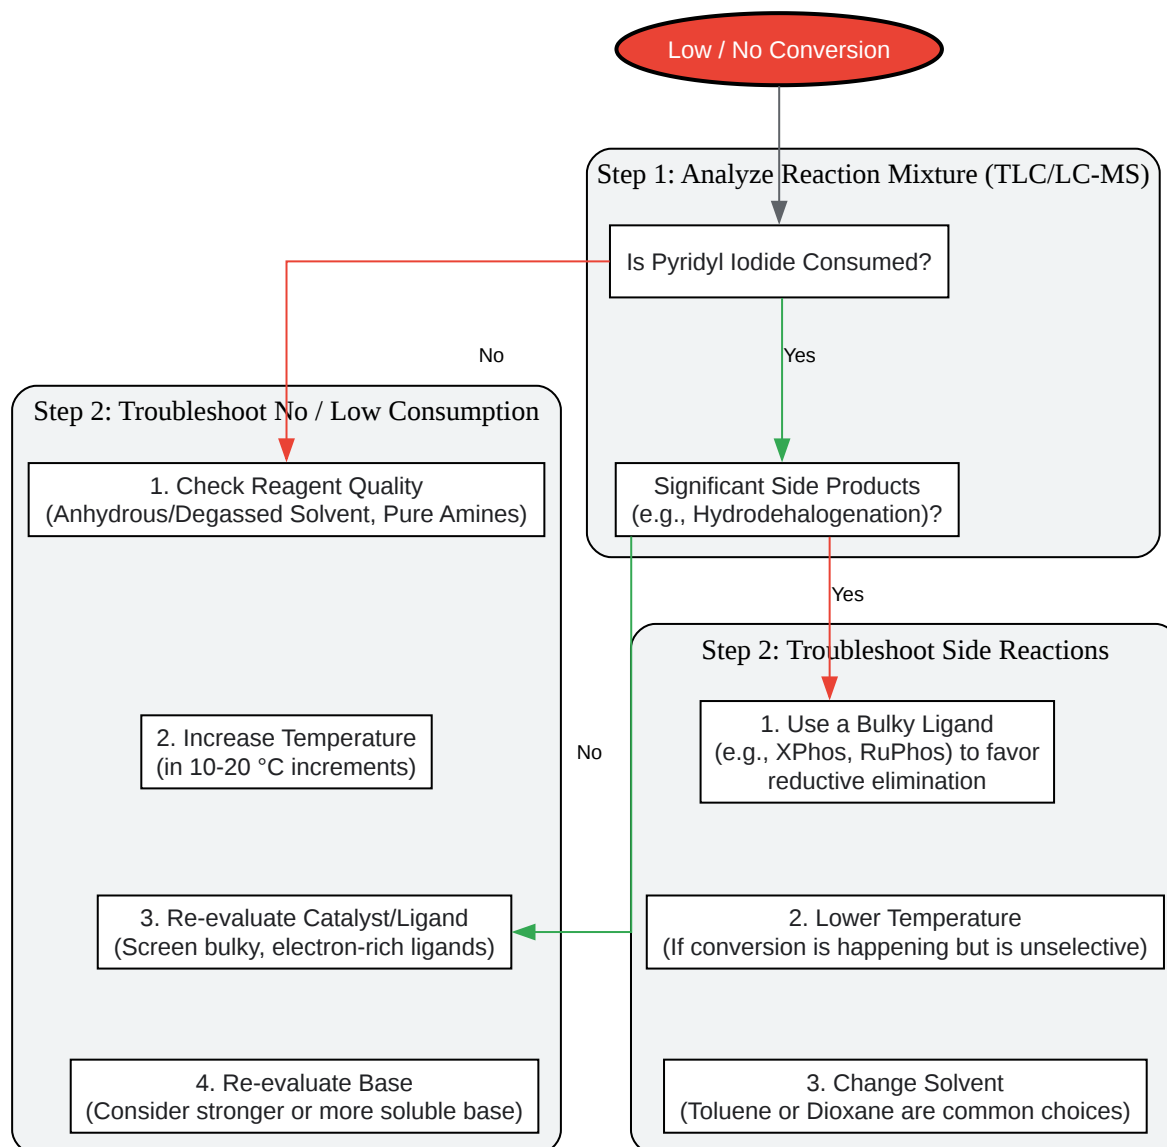 Low / No Conversion
Step 1: Analyze Reaction Mixture (TLC/LC-MS)
Is Pyridyl Iodide Consumed?
No
Yes
Step 2: Troubleshoot No / Low Consumption
1. Check Reagent Quality
(Anhydrous/Degassed Solvent, Pure Amines)
Significant Side Products
(e.g., Hydrodehalogenation)?
Yes
Step 2: Troubleshoot Side Reactions
2. Increase Temperature
(in 10-20 °C increments)
No
1. Use a Bulky Ligand
(e.g., XPhos, RuPhos) to favor
reductive elimination
3. Re-evaluate Catalyst/Ligand
(Screen bulky, electron-rich ligands)
2. Lower Temperature
(If conversion is happening but is unselective)
4. Re-evaluate Base
(Consider stronger or more soluble base)
3. Change Solvent
(Toluene or Dioxane are common choices)